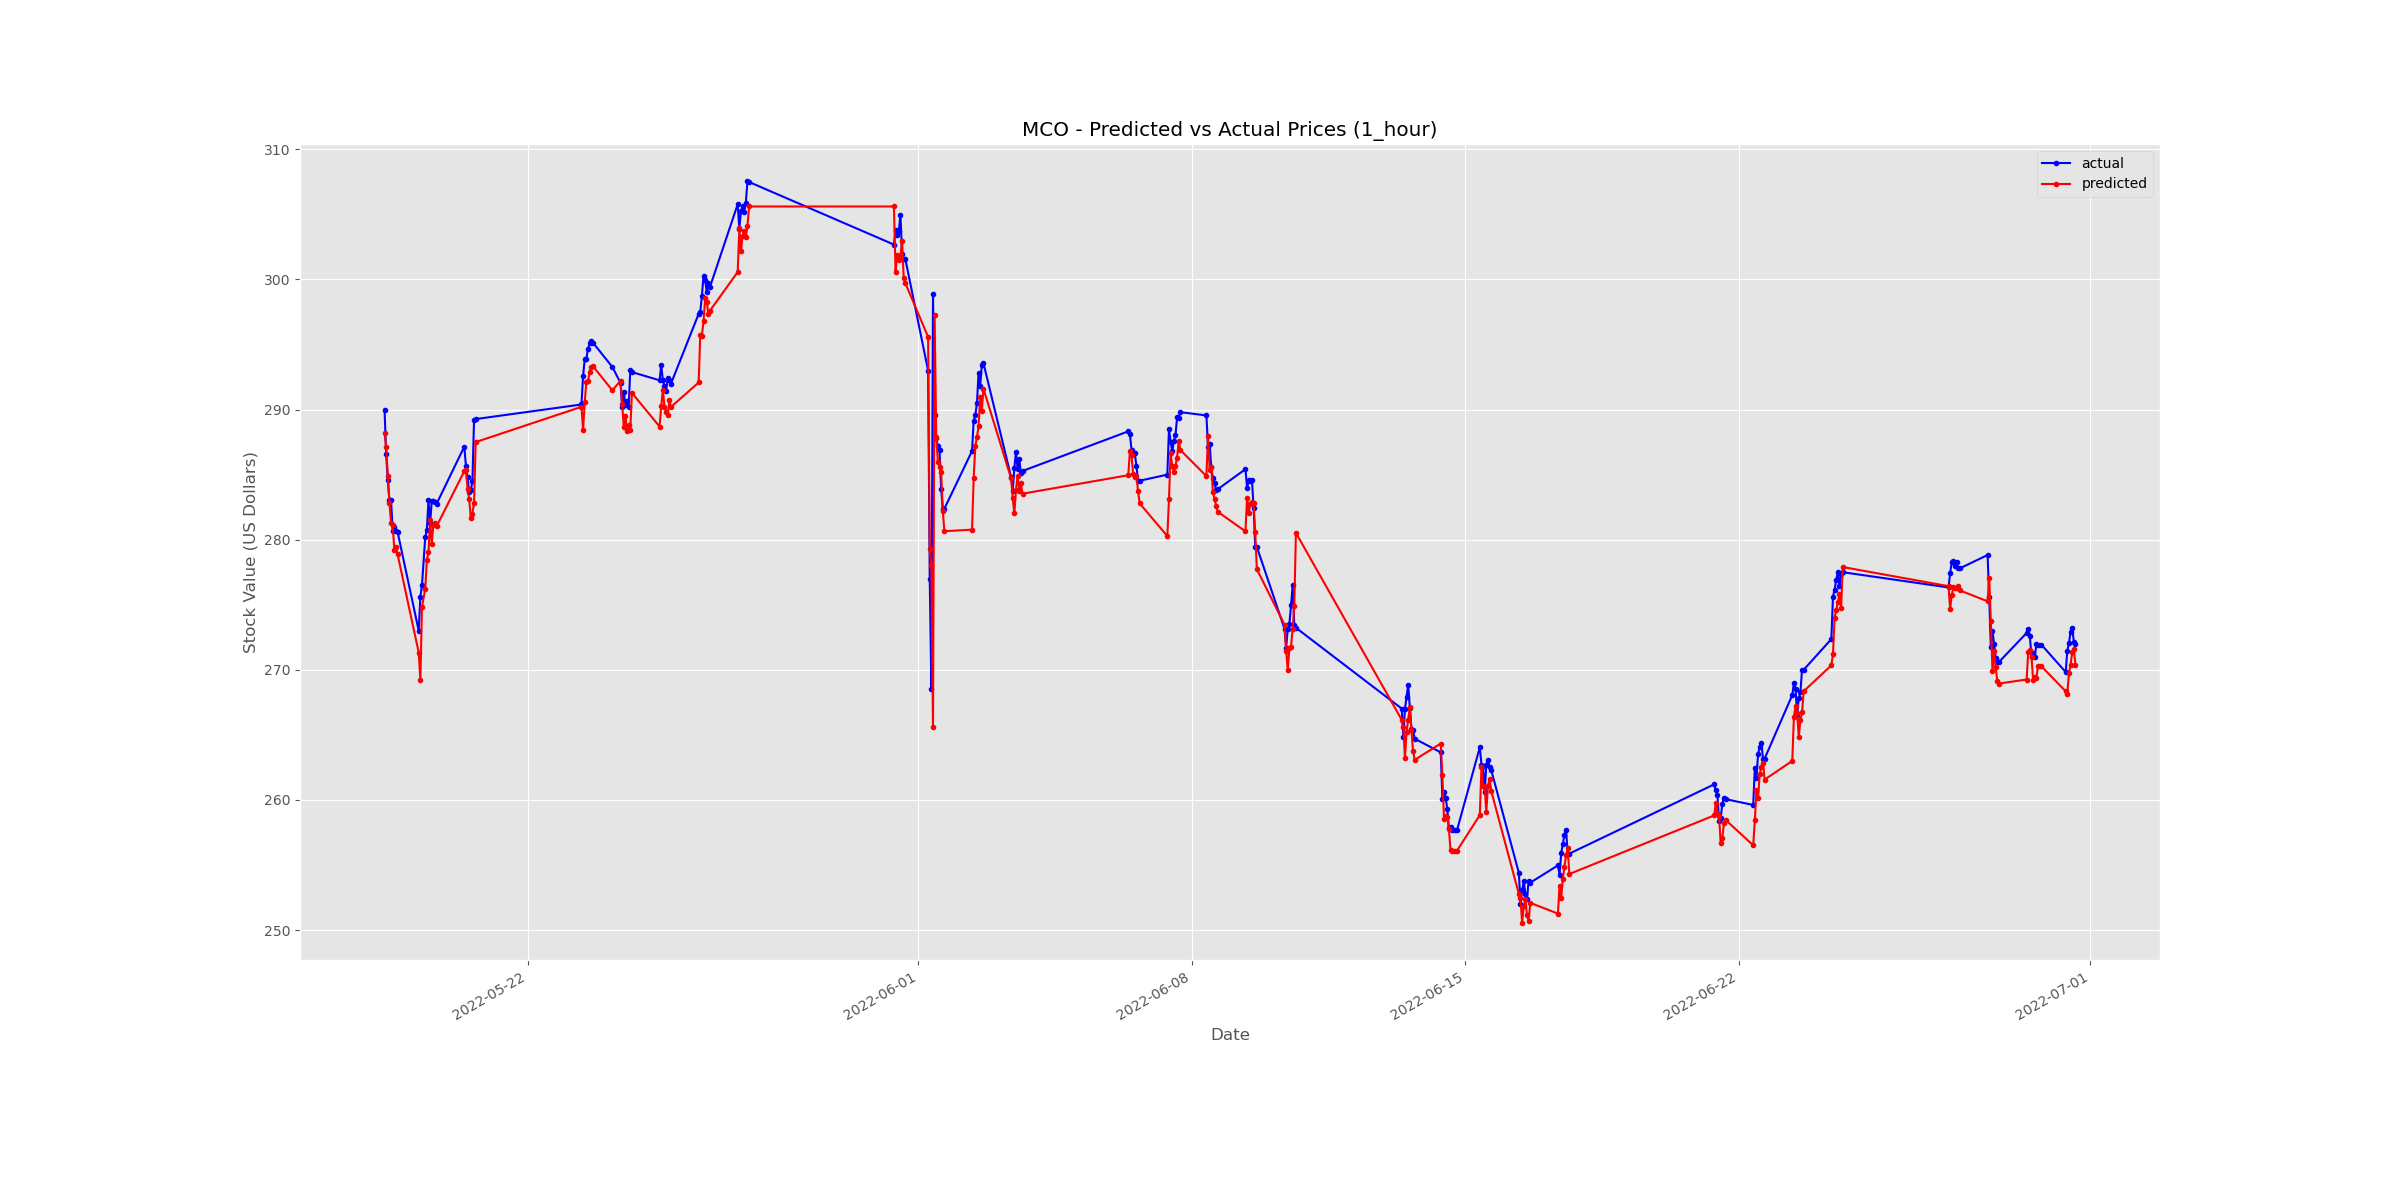 MCO - Predicted vs Actual Prices (1_hour)
actual
predicted
310
300
290
280
270
260
250
Stock Value (US Dollars)
2022-05-22
2022-06-01
2022-06-08
2022-06-15
2022-06-22
2022-07-01
Date